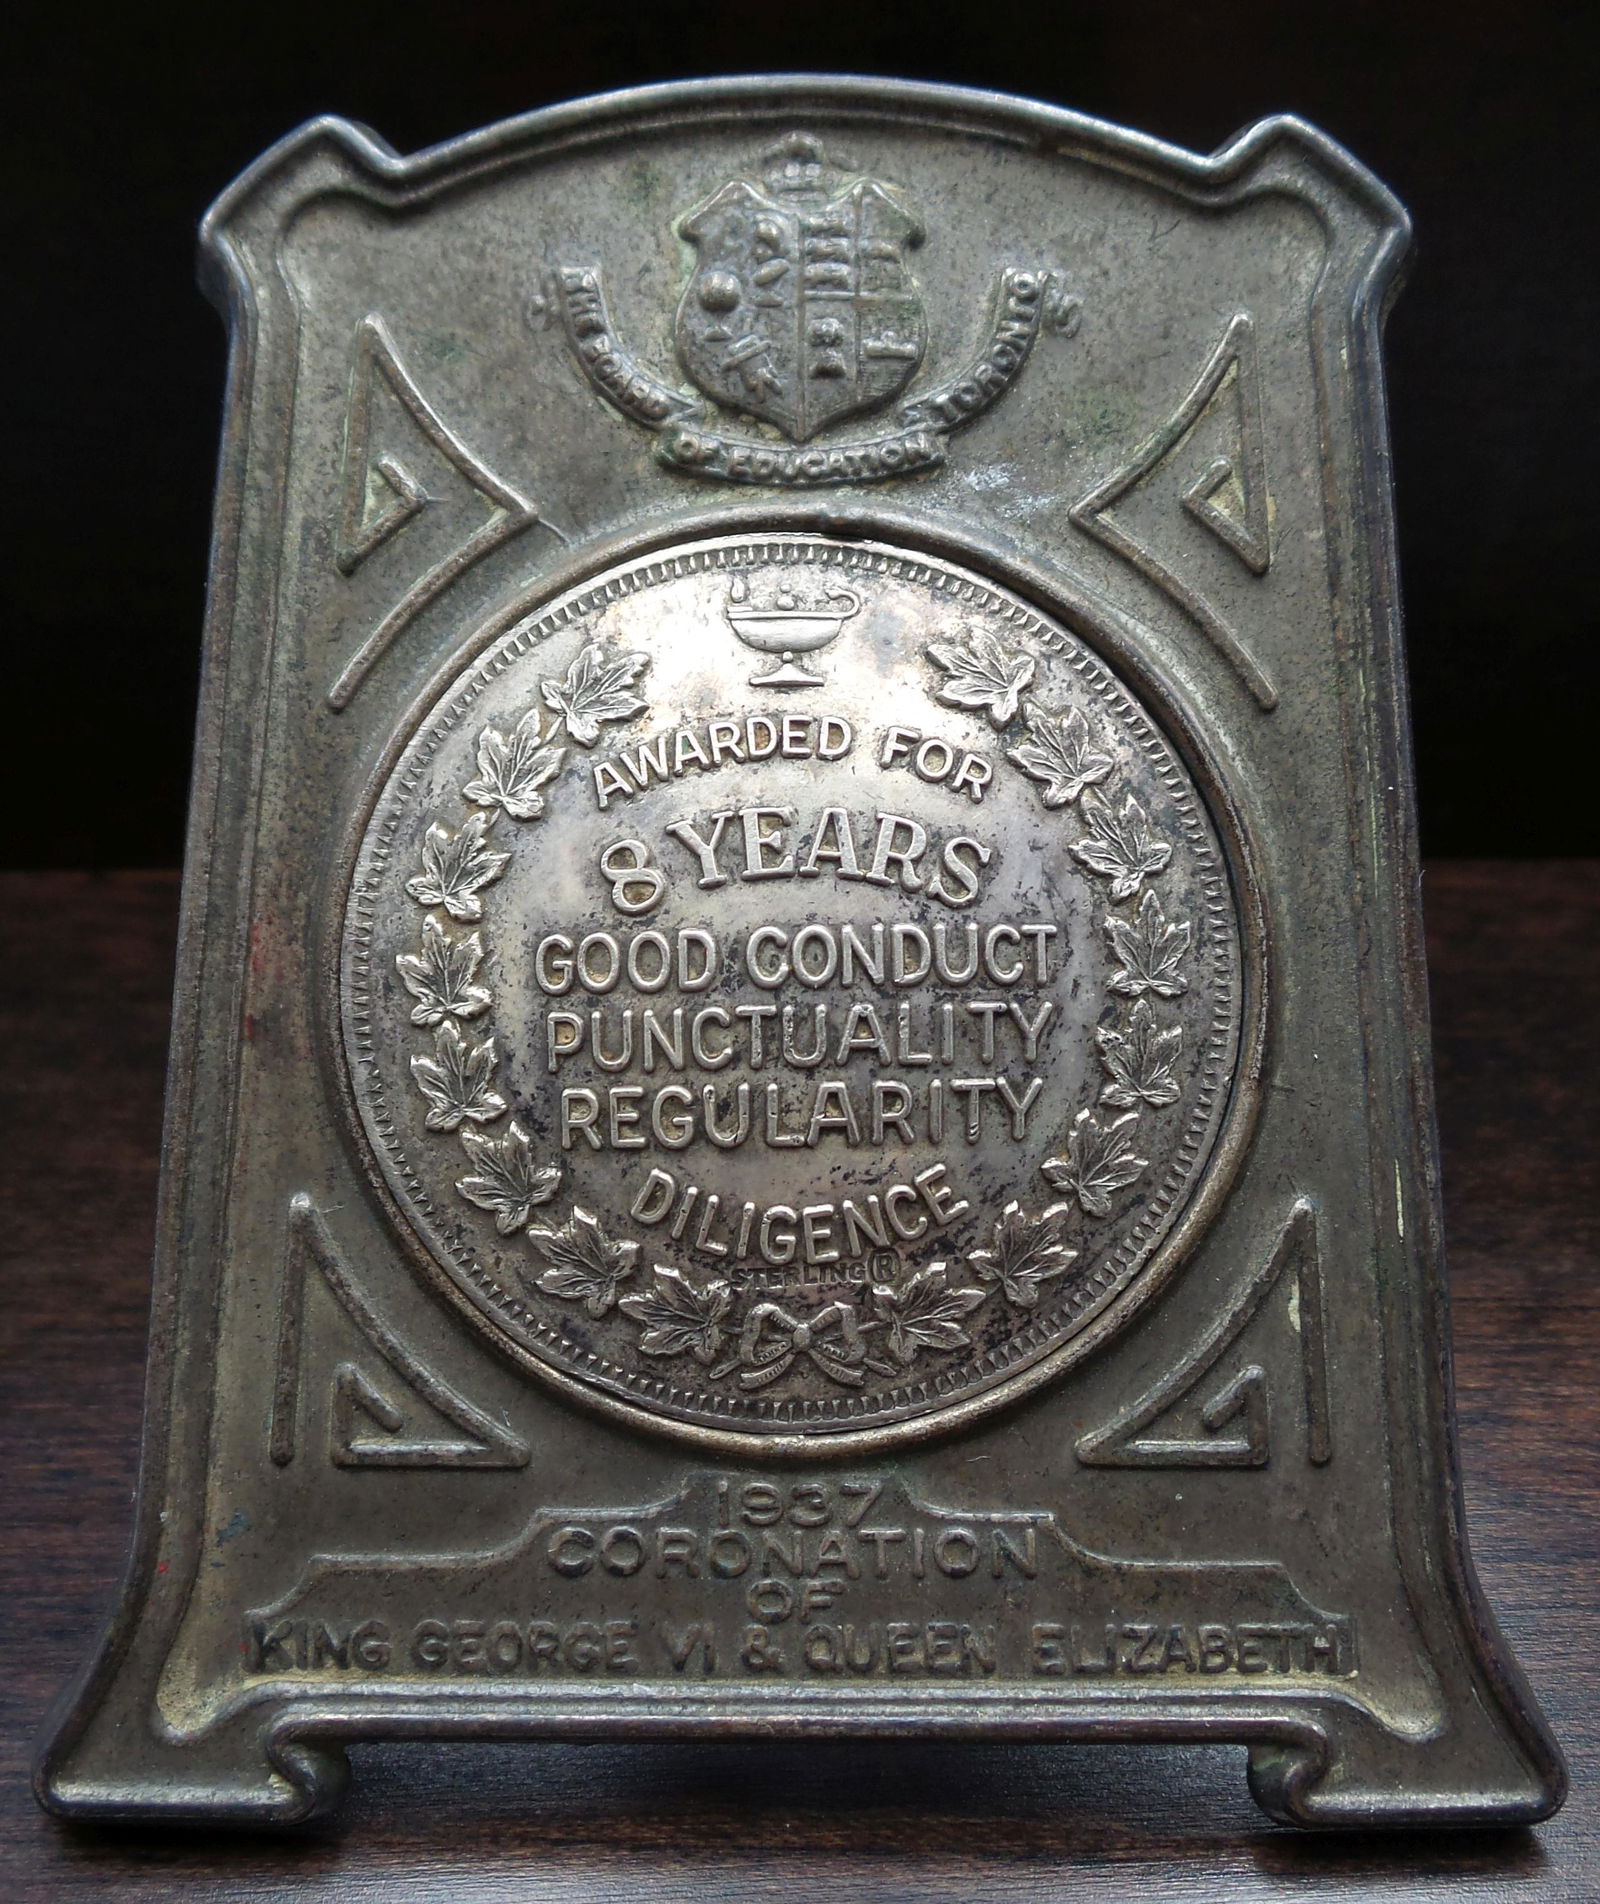 THE BOARD OF EDUCATION TORONTO
AWARDED FOR
8 YEARS
GOOD CONDUCT
PUNCTUALITY
REGULARITY
DILIGENCE
STERLING R
1937
CORONATION
OF
KING GEORGE VI & QUEEN ELIZABETH